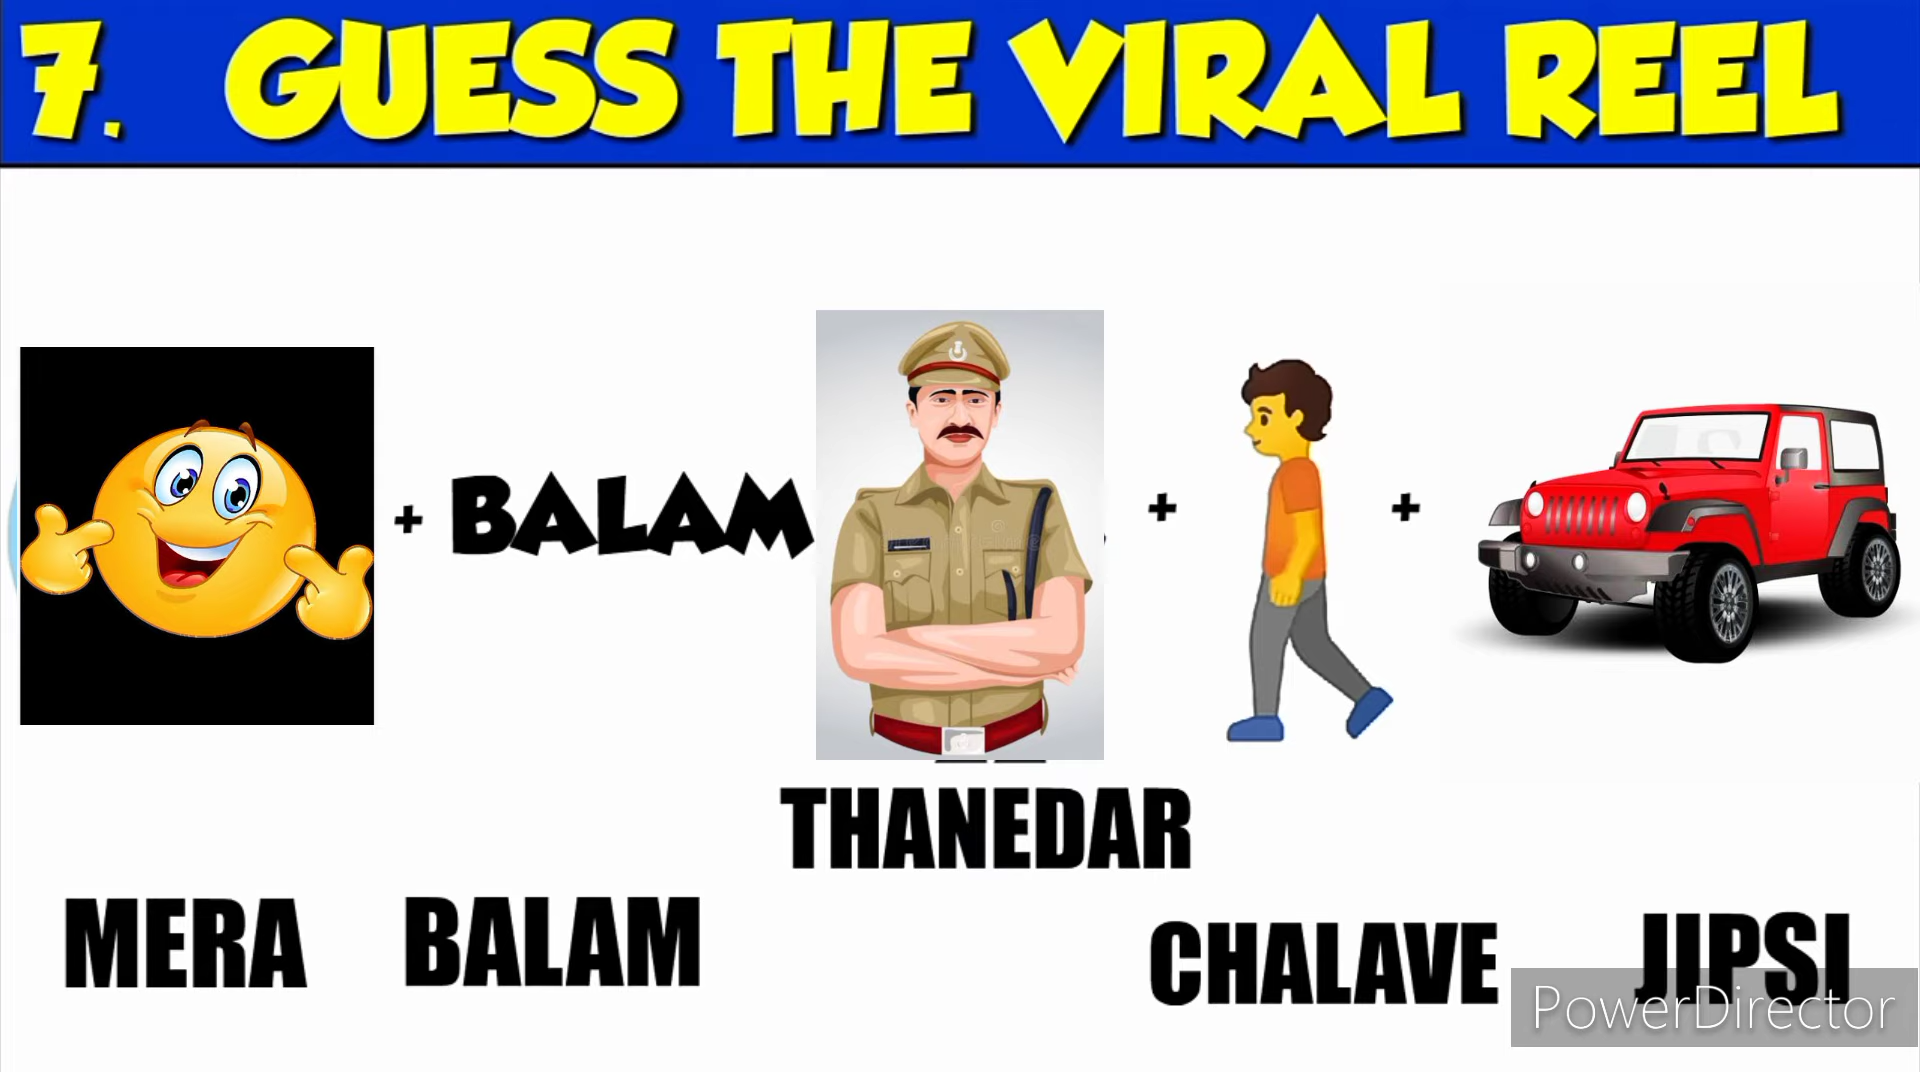 7. GUESS THE VIRAL REEL
+ BALAM + +
THANEDAR
MERA BALAM CHALAVE JIPSI
PowerDirector